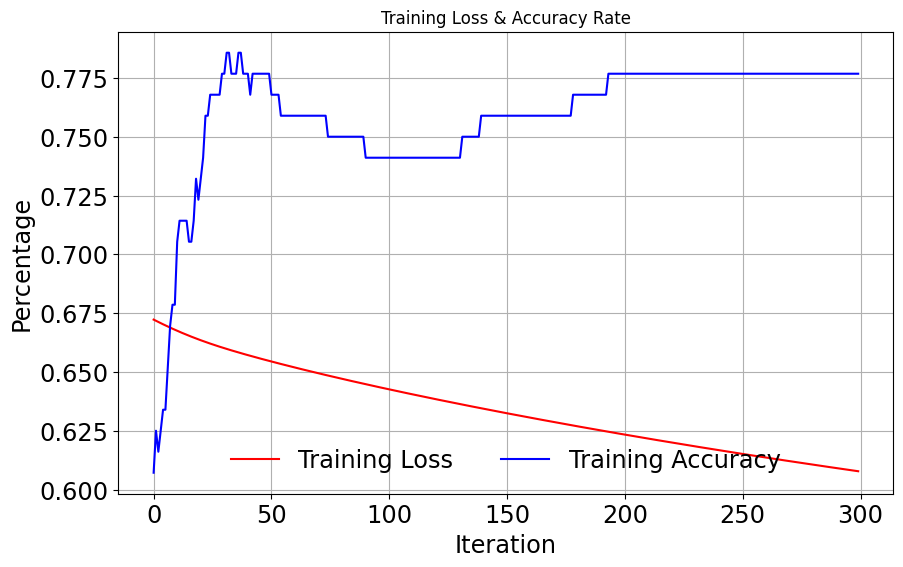 Training Loss & Accuracy Rate
Percentage
0.775
0.750
0.725
0.700
0.675
0.650
0.625
0.600
Training Loss
Training Accuracy
0 50 100 150 200 250 300
Iteration